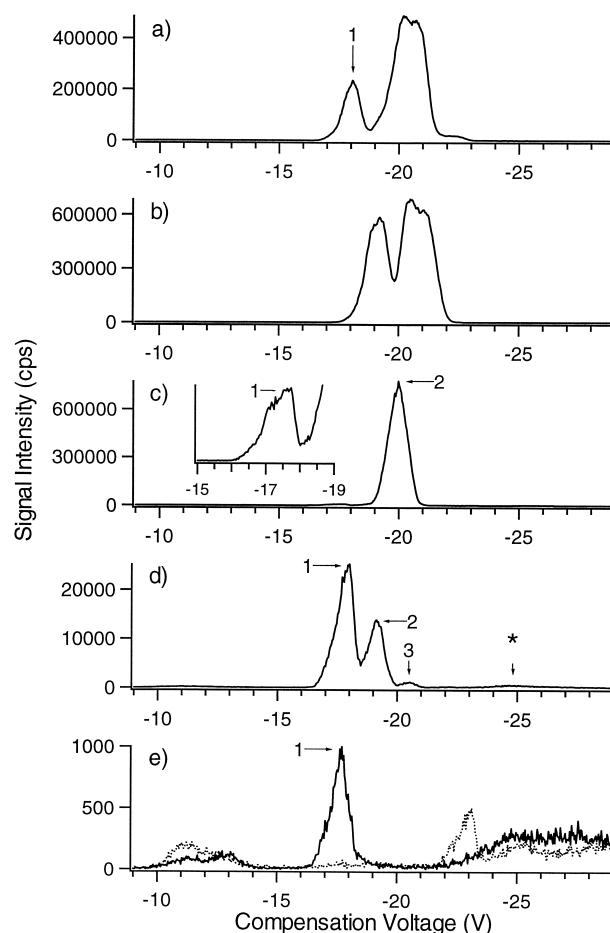 Signal Intensity (cps)
a)
1
400000
200000
0
-10 -15 -20 -25
b)
600000
300000
0
-10 -15 -20 -25
c)
1
2
600000
300000
0
-15 -17 -19
-10 -15 -20 -25
d)
1
2
3
*
20000
10000
0
-10 -15 -20 -25
e)
1
1000
500
0
-10 -15 -20 -25
Compensation Voltage (V)